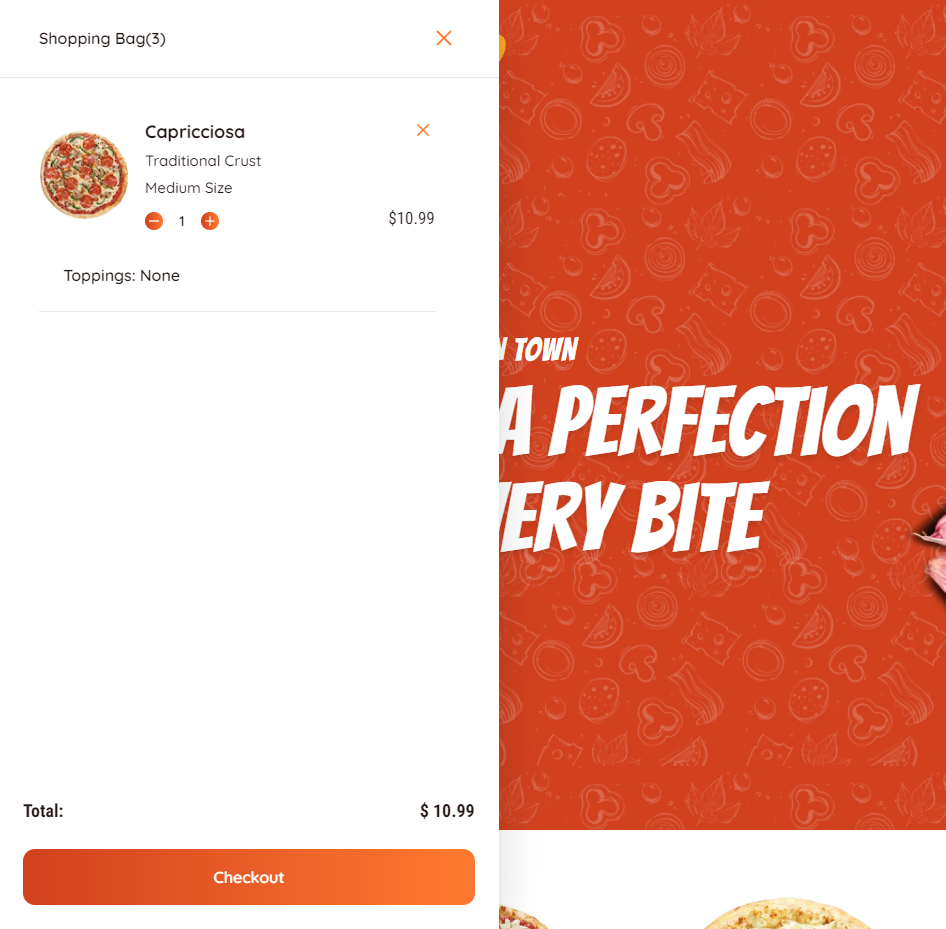 Shopping Bag(3)
Capricciosa
Traditional Crust
Medium Size
1
$10.99
Toppings: None
Total:
$ 10.99
Checkout
TOWN
A PERFECTION
BITE